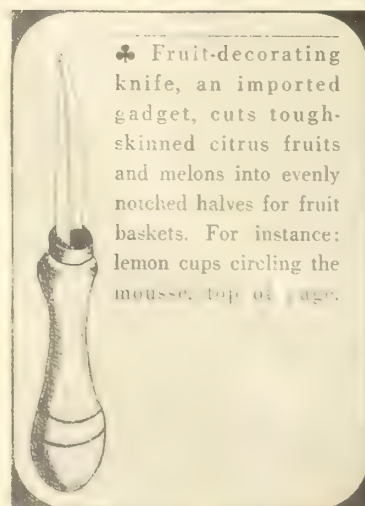 ♣ Fruit-decorating
knife, an imported
gadget, cuts tough-
skinned citrus fruits
and melons into evenly
notched halves for fruit
baskets. For instance:
lemon cups circling the
mousse, top of page.